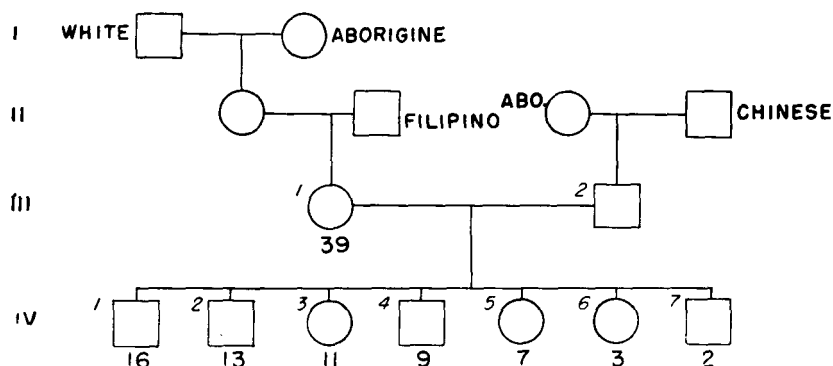 I WHITE ABORIGINE
II FILIPINO ABO. CHINESE
III 1 2
39
IV 1 2 3 4 5 6 7
16 13 11 9 7 3 2